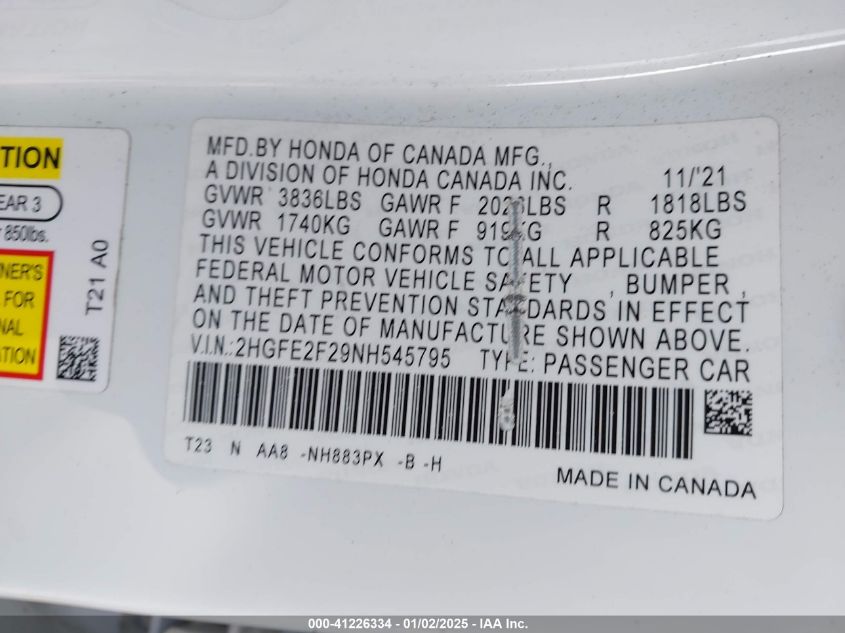 TION
EAR 3
850lbs.
NER'S
FOR
NAL
TION
T21 A0
MFD.BY HONDA OF CANADA MFG.,
A DIVISION OF HONDA CANADA INC. 11/'21
GVWR 3836LBS GAWR F LBS R 1818LBS
GVWR 1740KG GAWR F KG R 825KG
THIS VEHICLE CONFORMS TO ALL APPLICABLE
FEDERAL MOTOR VEHICLE SAFETY , BUMPER ,
AND THEFT PREVENTION STANDARDS IN EFFECT
ON THE DATE OF MANUFACTURE SHOWN ABOVE.
V.I.N.:2HGFE2F29NH545795 TYPE: PASSENGER CAR
T23 N AA8 -NH883PX -B -H
MADE IN CANADA
000-41226334 - 01/02/2025 - IAA Inc.